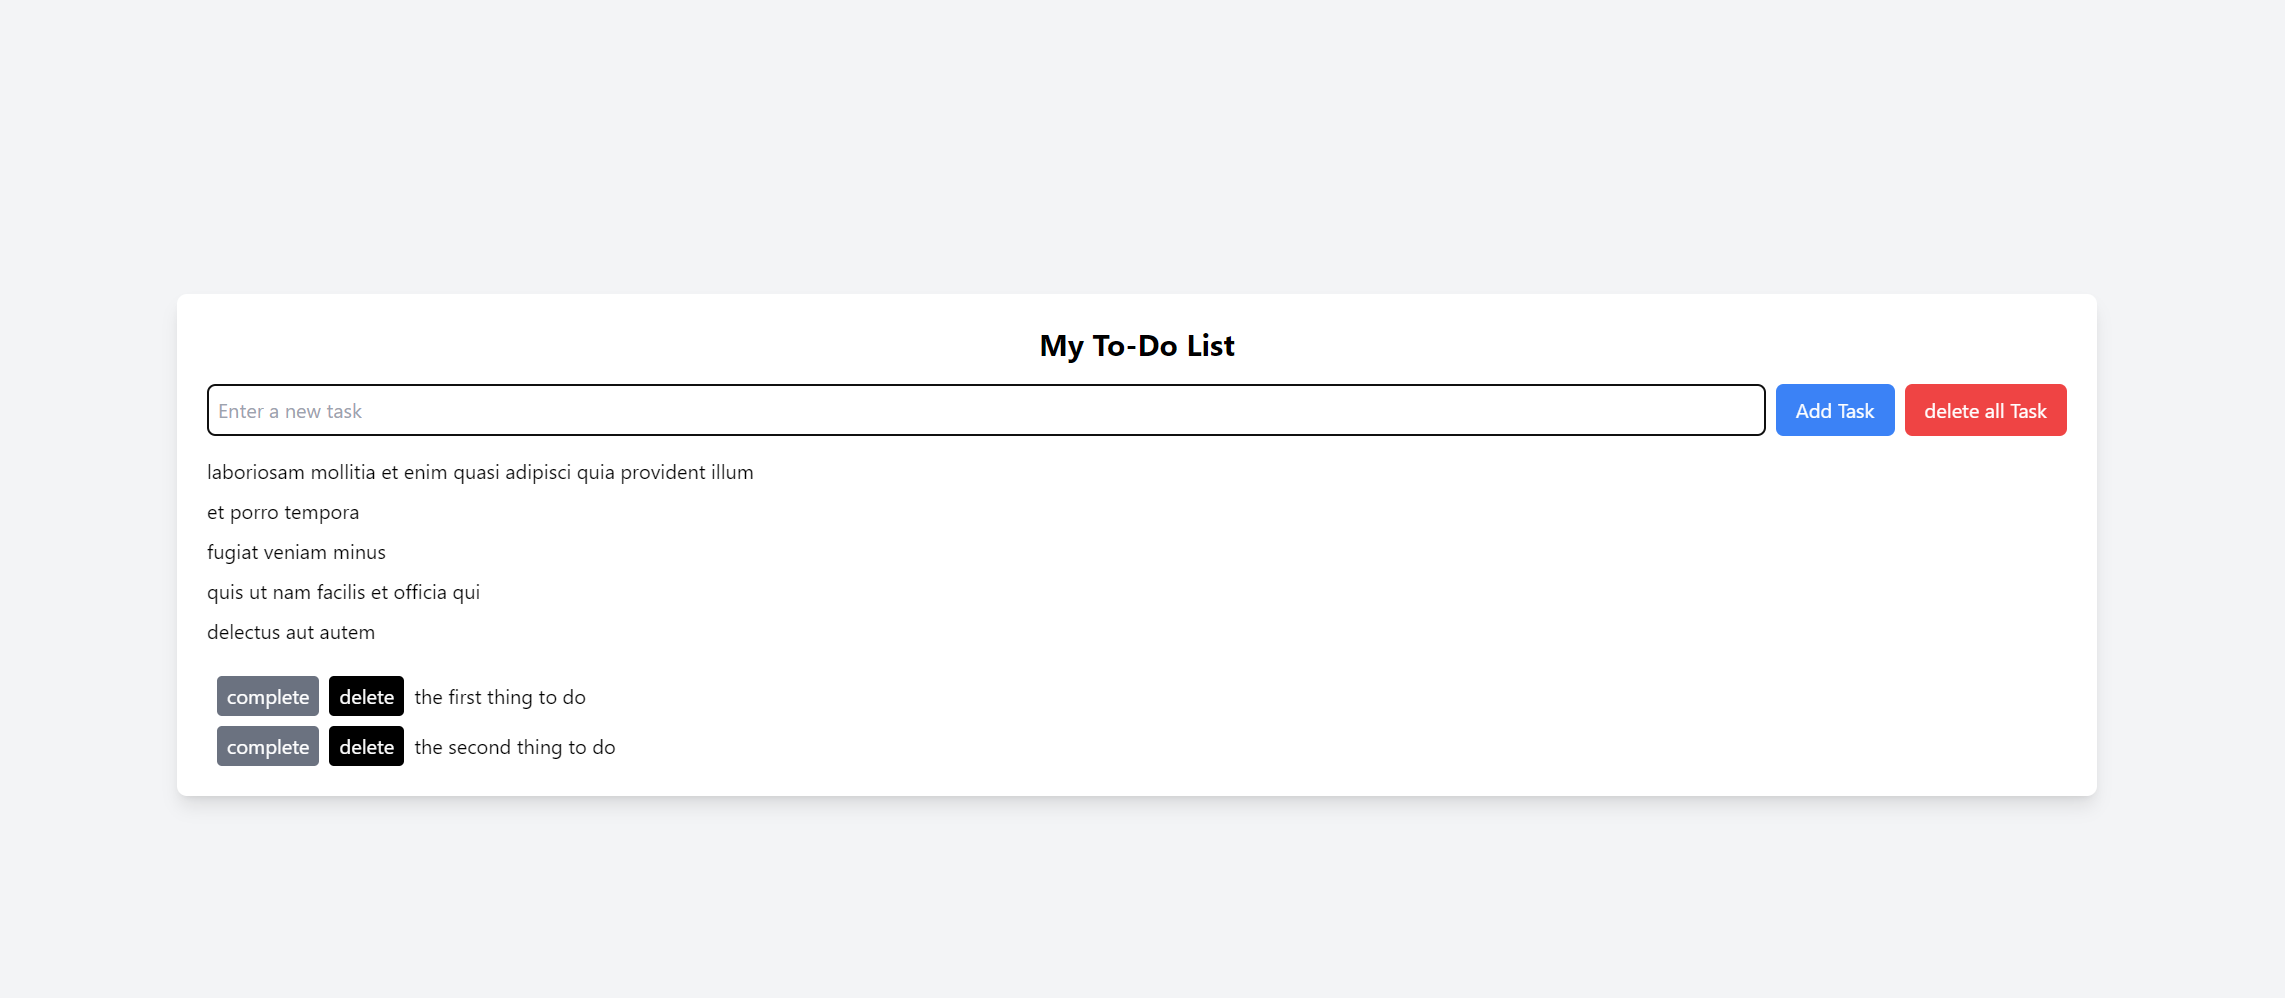 My To-Do List
Enter a new task Add Task delete all Task
laboriosam mollitia et enim quasi adipisci quia provident illum
et porro tempora
fugiat veniam minus
quis ut nam facilis et officia qui
delectus aut autem
complete delete the first thing to do
complete delete the second thing to do